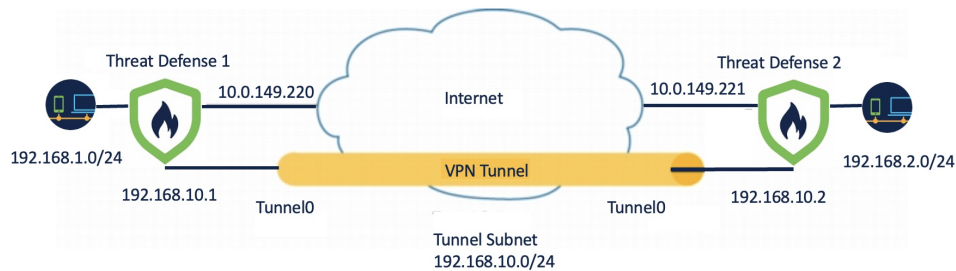 Threat Defense 1
Threat Defense 2
10.0.149.220
Internet
10.0.149.221
192.168.1.0/24
192.168.2.0/24
VPN Tunnel
192.168.10.1
192.168.10.2
Tunnel0
Tunnel0
Tunnel Subnet
192.168.10.0/24